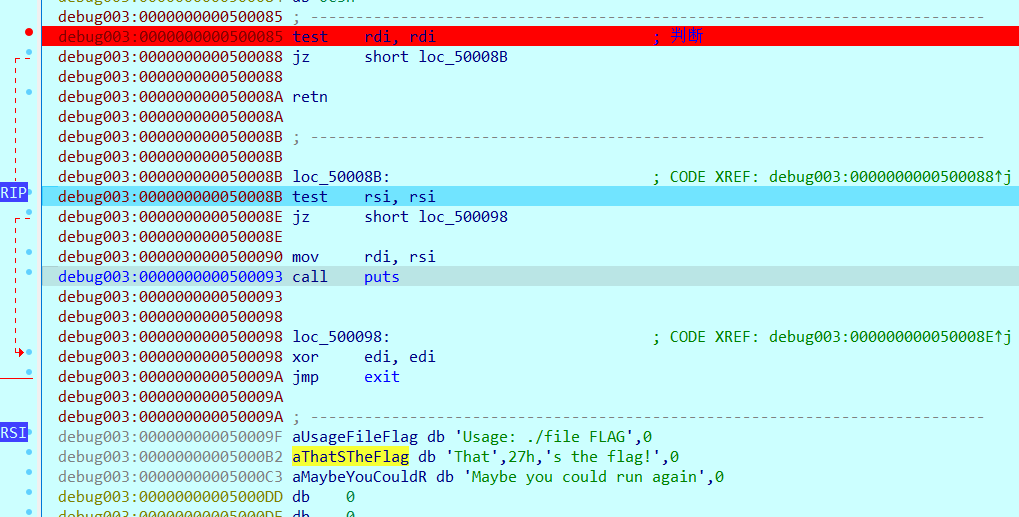 debug003:0000000000500085 ; ---------------------------------------------------------------------------
debug003:0000000000500085 test rdi, rdi ; 判断
debug003:0000000000500088 jz short loc_50008B
debug003:0000000000500088
debug003:000000000050008A retn
debug003:000000000050008A
debug003:000000000050008B ; ---------------------------------------------------------------------------
debug003:000000000050008B
debug003:000000000050008B loc_50008B: ; CODE XREF: debug003:0000000000500088↑j
RIP debug003:000000000050008B test rsi, rsi
debug003:000000000050008E jz short loc_500098
debug003:000000000050008E
debug003:0000000000500090 mov rdi, rsi
debug003:0000000000500093 call puts
debug003:0000000000500093
debug003:0000000000500098
debug003:0000000000500098 loc_500098: ; CODE XREF: debug003:000000000050008E↑j
debug003:0000000000500098 xor edi, edi
debug003:000000000050009A jmp exit
debug003:000000000050009A
debug003:000000000050009A ; ---------------------------------------------------------------------------
RSI debug003:000000000050009F aUsageFileFlag db 'Usage: ./file FLAG',0
debug003:00000000005000B2 aThatSTheFlag db 'That',27h,'s the flag!',0
debug003:00000000005000C3 aMaybeYouCouldR db 'Maybe you could run again',0
debug003:00000000005000DD db 0